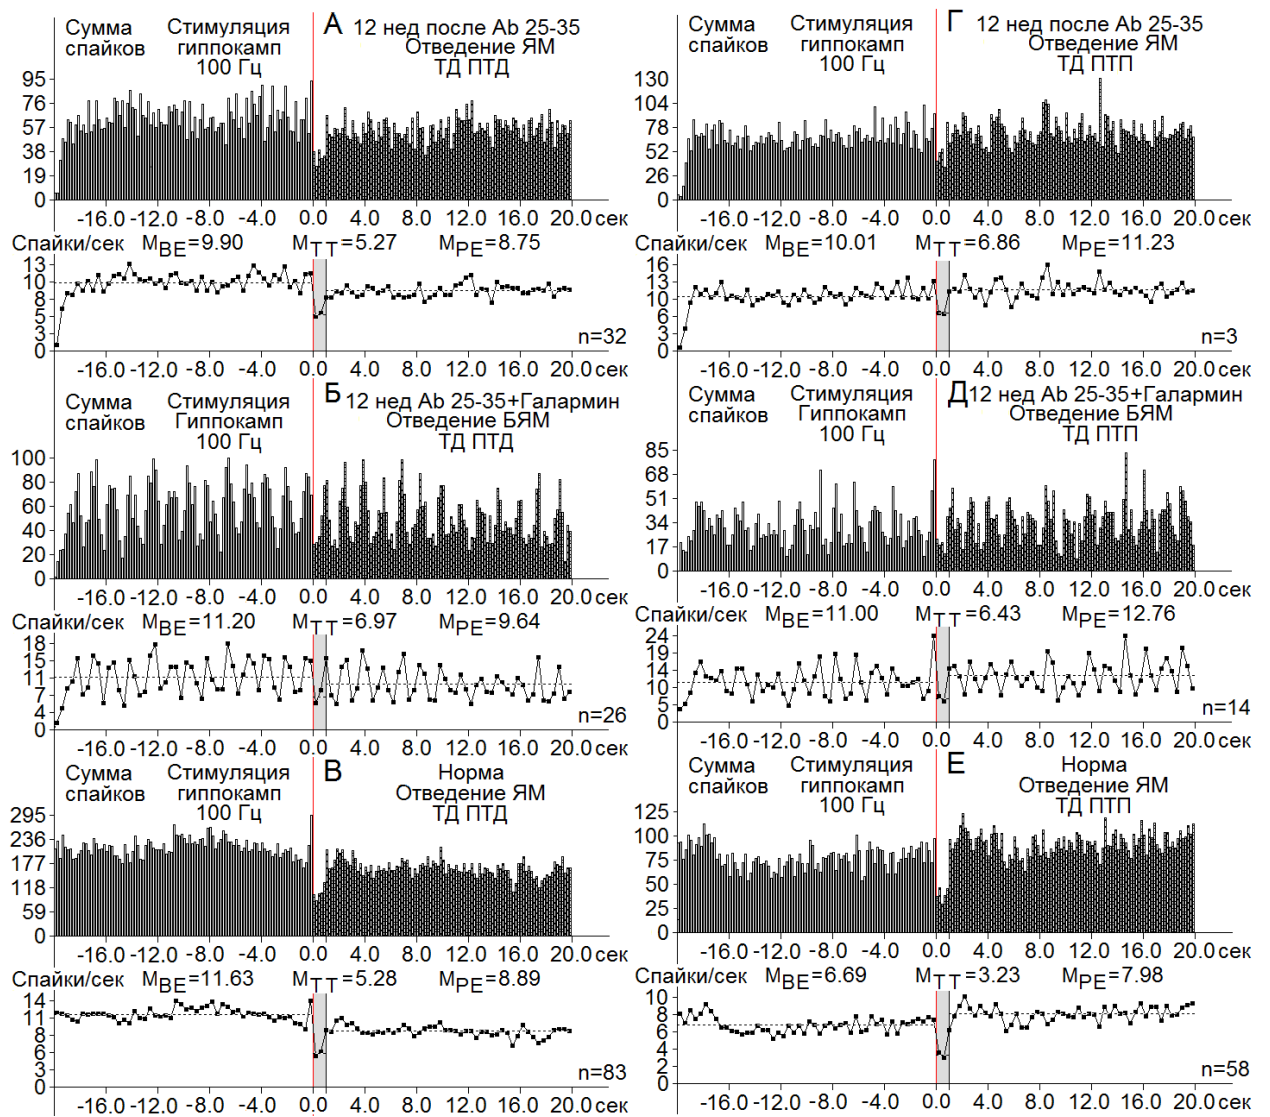 Сумма
спайков
Стимуляция
гиппокамп
100 Гц
А
12 нед после Ab 25-35
Отведение ЯМ
ТД ПТД
95
76
57
38
19
0
-16.0 -12.0 -8.0 -4.0 0.0 4.0 8.0 12.0 16.0 20.0 сек
Спайки/сек MBE=9.90 MTT=5.27 MPE=8.75
13
13
10
8
5
3
0
n=32
-16.0 -12.0 -8.0 -4.0 0.0 4.0 8.0 12.0 16.0 20.0 сек
Сумма
спайков
Стимуляция
Гиппокамп
100 Гц
Б
12 нед Ab 25-35+Галармин
Отведение БЯМ
ТД ПТД
100
80
60
40
20
0
-16.0 -12.0 -8.0 -4.0 0.0 4.0 8.0 12.0 16.0 20.0 сек
Спайки/сек MBE=11.20 MTT=6.97 MPE=9.64
18
15
11
7
4
0
n=26
-16.0 -12.0 -8.0 -4.0 0.0 4.0 8.0 12.0 16.0 20.0 сек
Сумма
спайков
Стимуляция
гиппокамп
100 Гц
В
Норма
Отведение ЯМ
ТД ПТД
295
236
177
118
59
0
-16.0 -12.0 -8.0 -4.0 0.0 4.0 8.0 12.0 16.0 20.0 сек
Спайки/сек MBE=11.63 MTT=5.28 MPE=8.89
14
11
8
6
3
0
n=83
-16.0 -12.0 -8.0 -4.0 0.0 4.0 8.0 12.0 16.0 20.0 сек
Сумма
спайков
Стимуляция
гиппокамп
100 Гц
Г
12 нед после Ab 25-35
Отведение ЯМ
ТД ПТП
130
104
78
52
26
0
-16.0 -12.0 -8.0 -4.0 0.0 4.0 8.0 12.0 16.0 20.0 сек
Спайки/сек MBE=10.01 MTT=6.86 MPE=11.23
16
13
10
6
3
0
n=3
-16.0 -12.0 -8.0 -4.0 0.0 4.0 8.0 12.0 16.0 20.0 сек
Сумма
спайков
Стимуляция
Гиппокамп
100 Гц
Д
12 нед Ab 25-35+Галармин
Отведение БЯМ
ТД ПТП
85
68
51
34
17
0
-16.0 -12.0 -8.0 -4.0 0.0 4.0 8.0 12.0 16.0 20.0 сек
Спайки/сек MBE=11.00 MTT=6.43 MPE=12.76
24
19
14
10
5
0
n=14
-16.0 -12.0 -8.0 -4.0 0.0 4.0 8.0 12.0 16.0 20.0 сек
Сумма
спайков
Стимуляция
гиппокамп
100 Гц
Е
Норма
Отведение ЯМ
ТД ПТП
125
100
75
50
25
0
-16.0 -12.0 -8.0 -4.0 0.0 4.0 8.0 12.0 16.0 20.0 сек
Спайки/сек MBE=6.69 MTT=3.23 MPE=7.98
10
8
6
4
2
0
n=58
-16.0 -12.0 -8.0 -4.0 0.0 4.0 8.0 12.0 16.0 20.0 сек